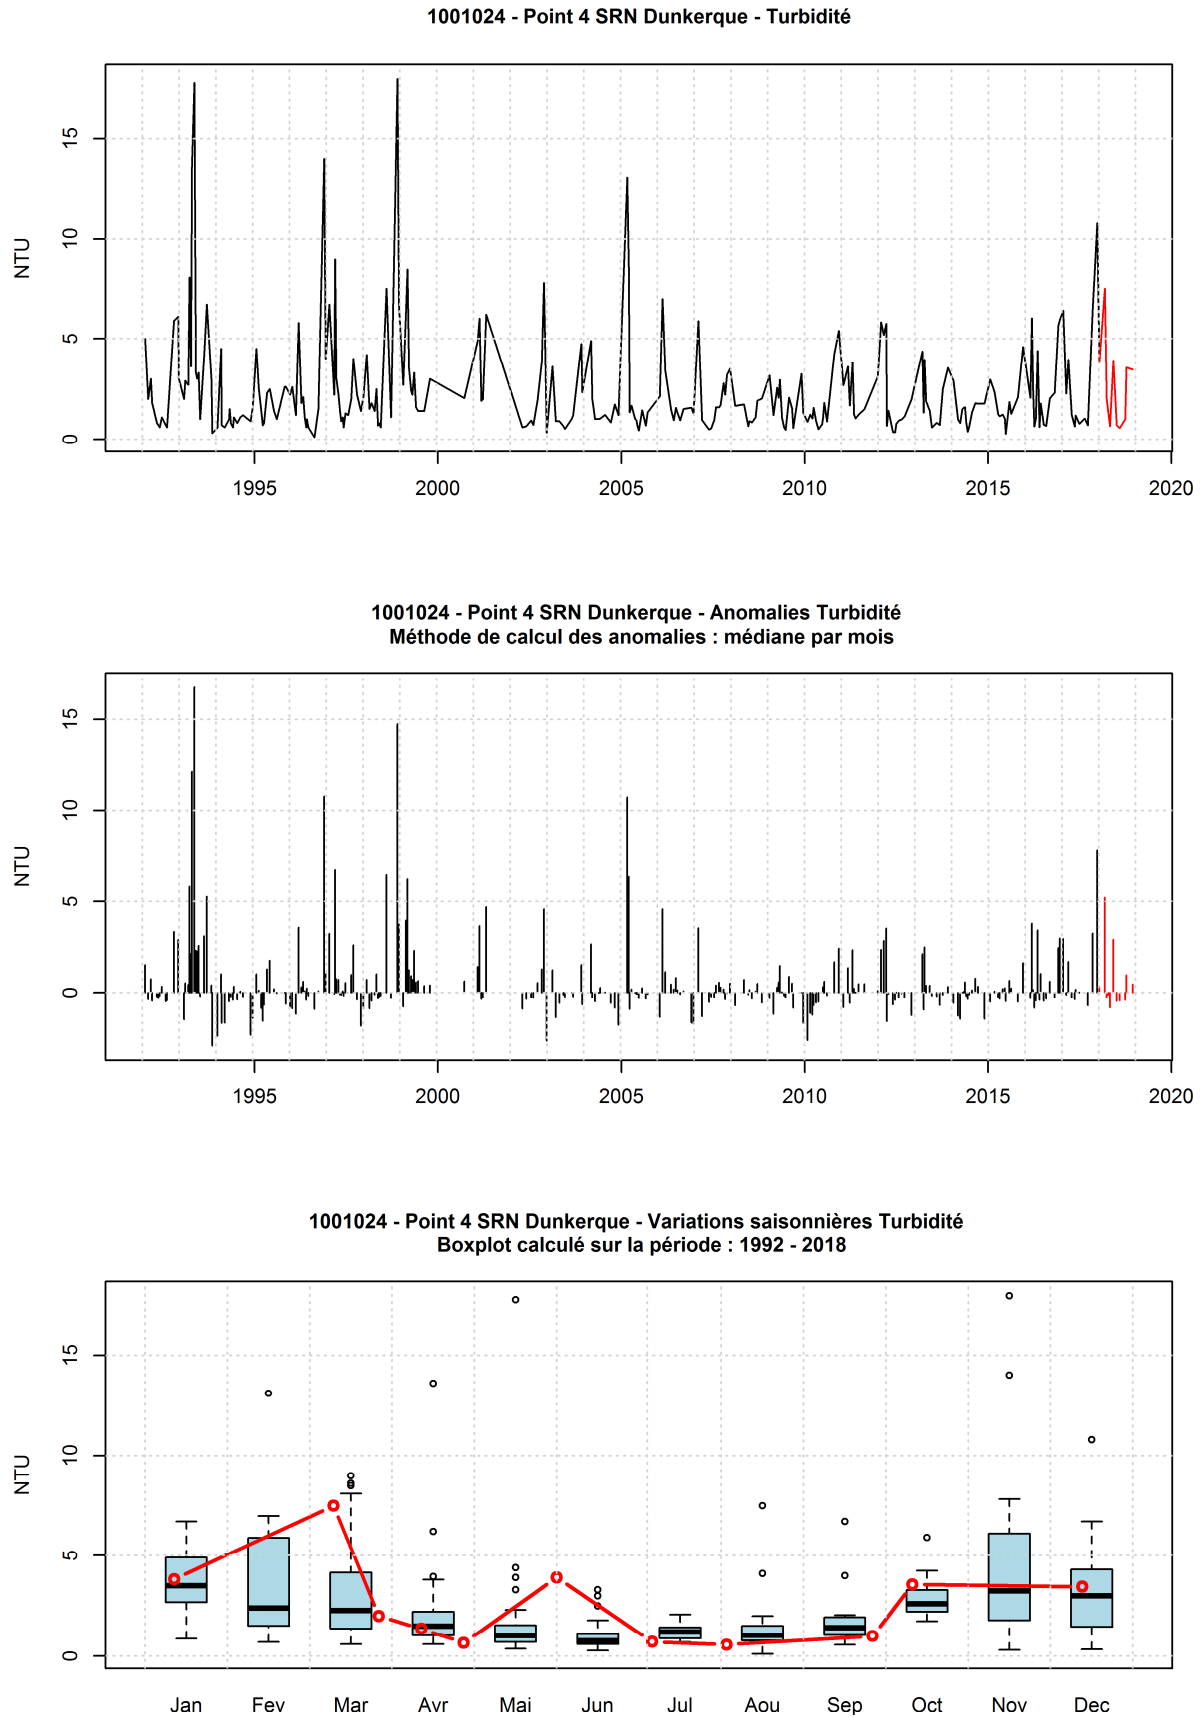 1001024 - Point 4 SRN Dunkerque - Turbidité
NTU
15
10
5
0
1995 2000 2005 2010 2015 2020
1001024 - Point 4 SRN Dunkerque - Anomalies Turbidité
Méthode de calcul des anomalies : médiane par mois
NTU
15
10
5
0
1995 2000 2005 2010 2015 2020
1001024 - Point 4 SRN Dunkerque - Variations saisonnières Turbidité
Boxplot calculé sur la période : 1992 - 2018
NTU
15
10
5
0
Jan Fev Mar Avr Mai Jun Jul Aou Sep Oct Nov Dec